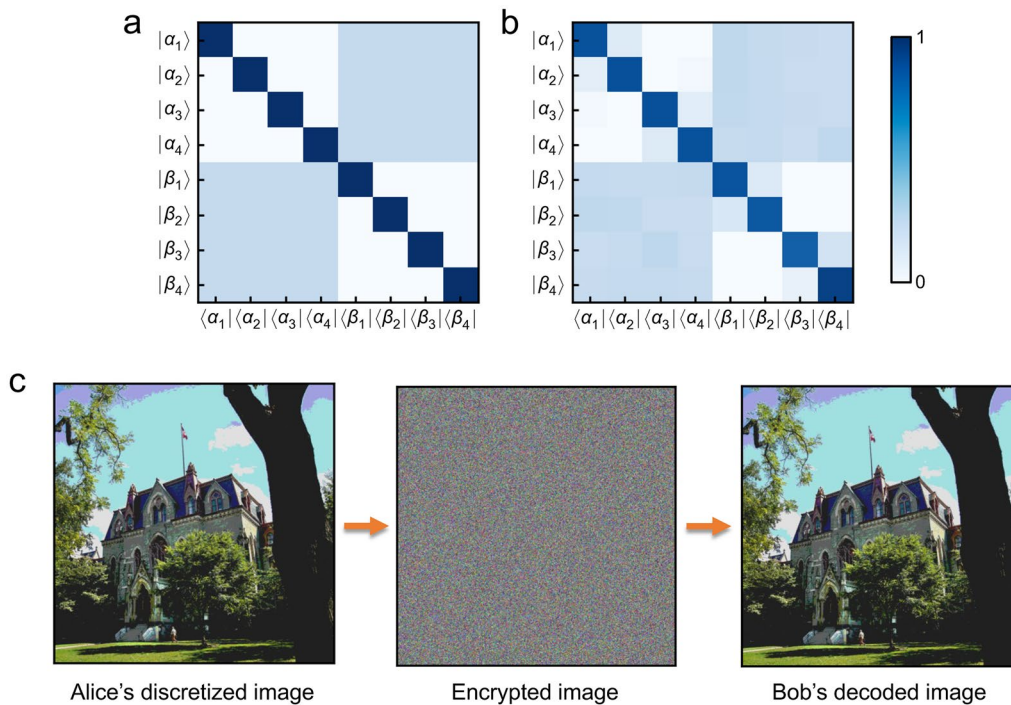 a
|α₁⟩
|α₂⟩
|α₃⟩
|α₄⟩
|β₁⟩
|β₂⟩
|β₃⟩
|β₄⟩
⟨α₁| ⟨α₂| ⟨α₃| ⟨α₄| ⟨β₁| ⟨β₂| ⟨β₃| ⟨β₄|
b
|α₁⟩
|α₂⟩
|α₃⟩
|α₄⟩
|β₁⟩
|β₂⟩
|β₃⟩
|β₄⟩
⟨α₁| ⟨α₂| ⟨α₃| ⟨α₄| ⟨β₁| ⟨β₂| ⟨β₃| ⟨β₄|
1
0
c
Alice's discretized image
Encrypted image
Bob's decoded image